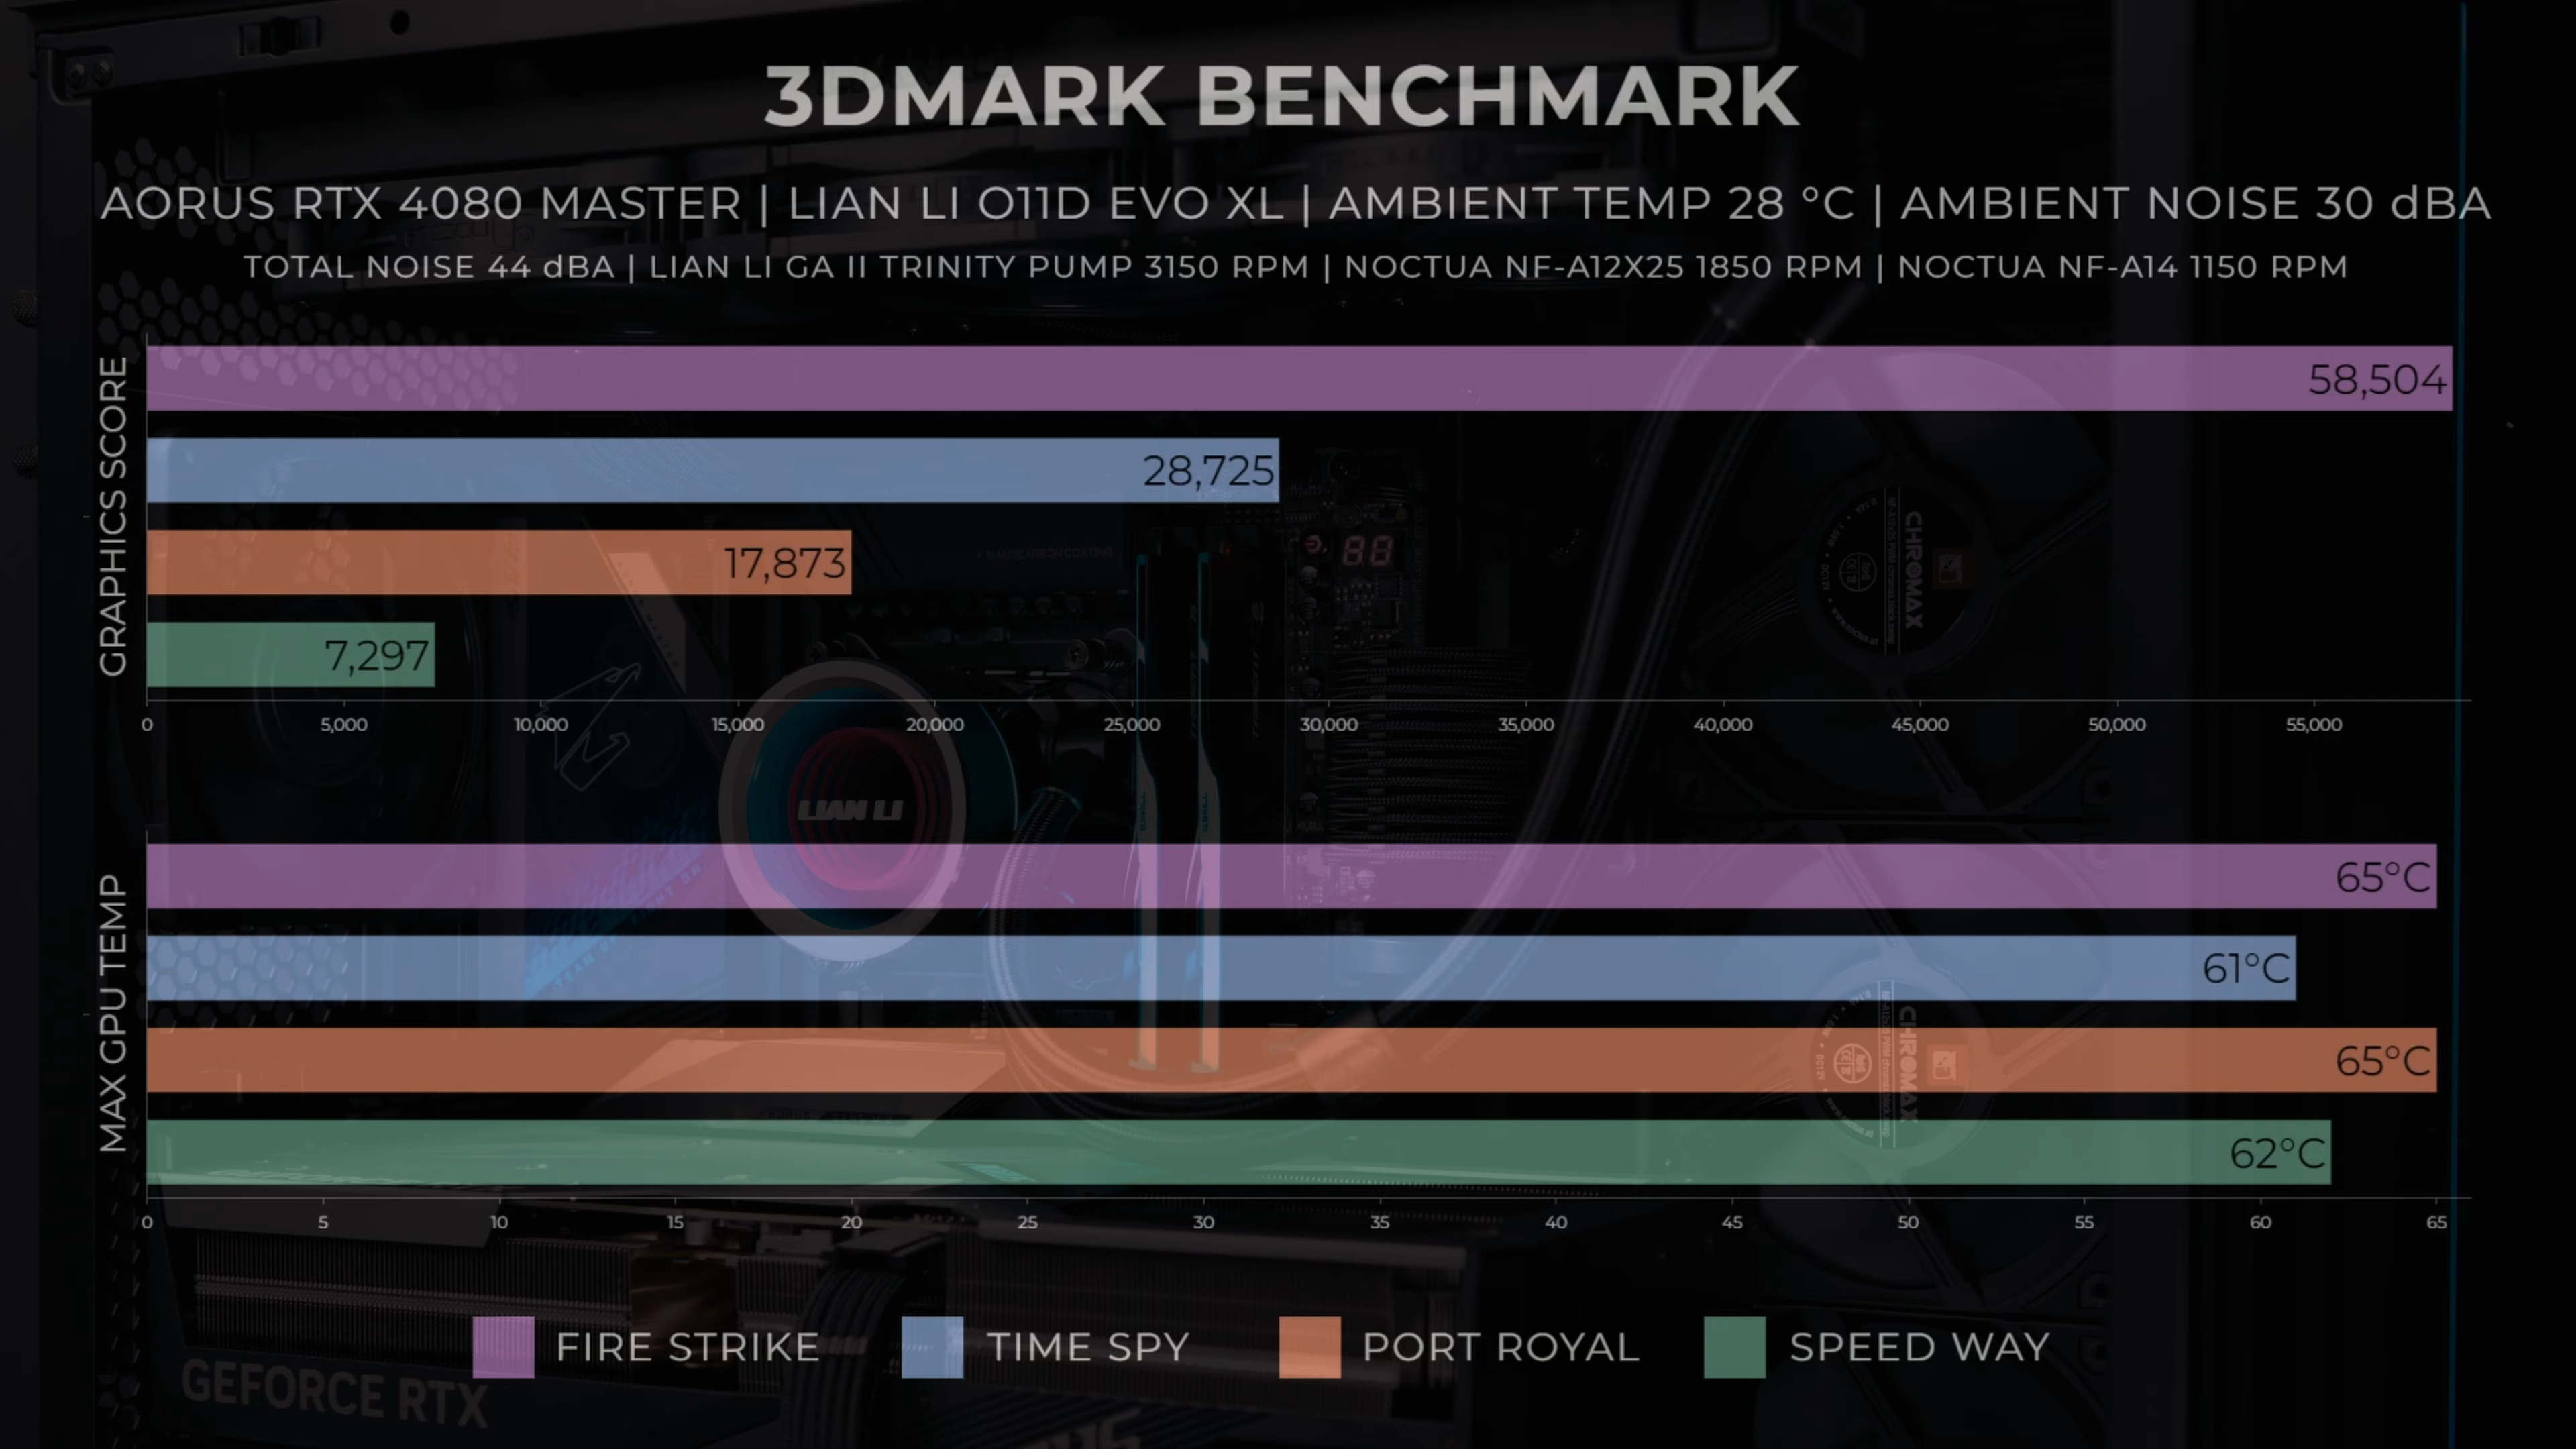 3DMARK BENCHMARK
AORUS RTX 4080 MASTER | LIAN LI O11D EVO XL | AMBIENT TEMP 28 °C | AMBIENT NOISE 30 dBA
TOTAL NOISE 44 dBA | LIAN LI GA II TRINITY PUMP 3150 RPM | NOCTUA NF-A12X25 1850 RPM | NOCTUA NF-A14 1150 RPM
GRAPHICS SCORE
58,504
28,725
17,873
7,297
0 5,000 10,000 15,000 20,000 25,000 30,000 35,000 40,000 45,000 50,000 55,000
CHROMAX
88
LIAN LI
MAX GPU TEMP
65°C
61°C
65°C
62°C
CHROMAX
0 5 10 15 20 25 30 35 40 45 50 55 60 65
FIRE STRIKE TIME SPY PORT ROYAL SPEED WAY
GEFORCE RTX